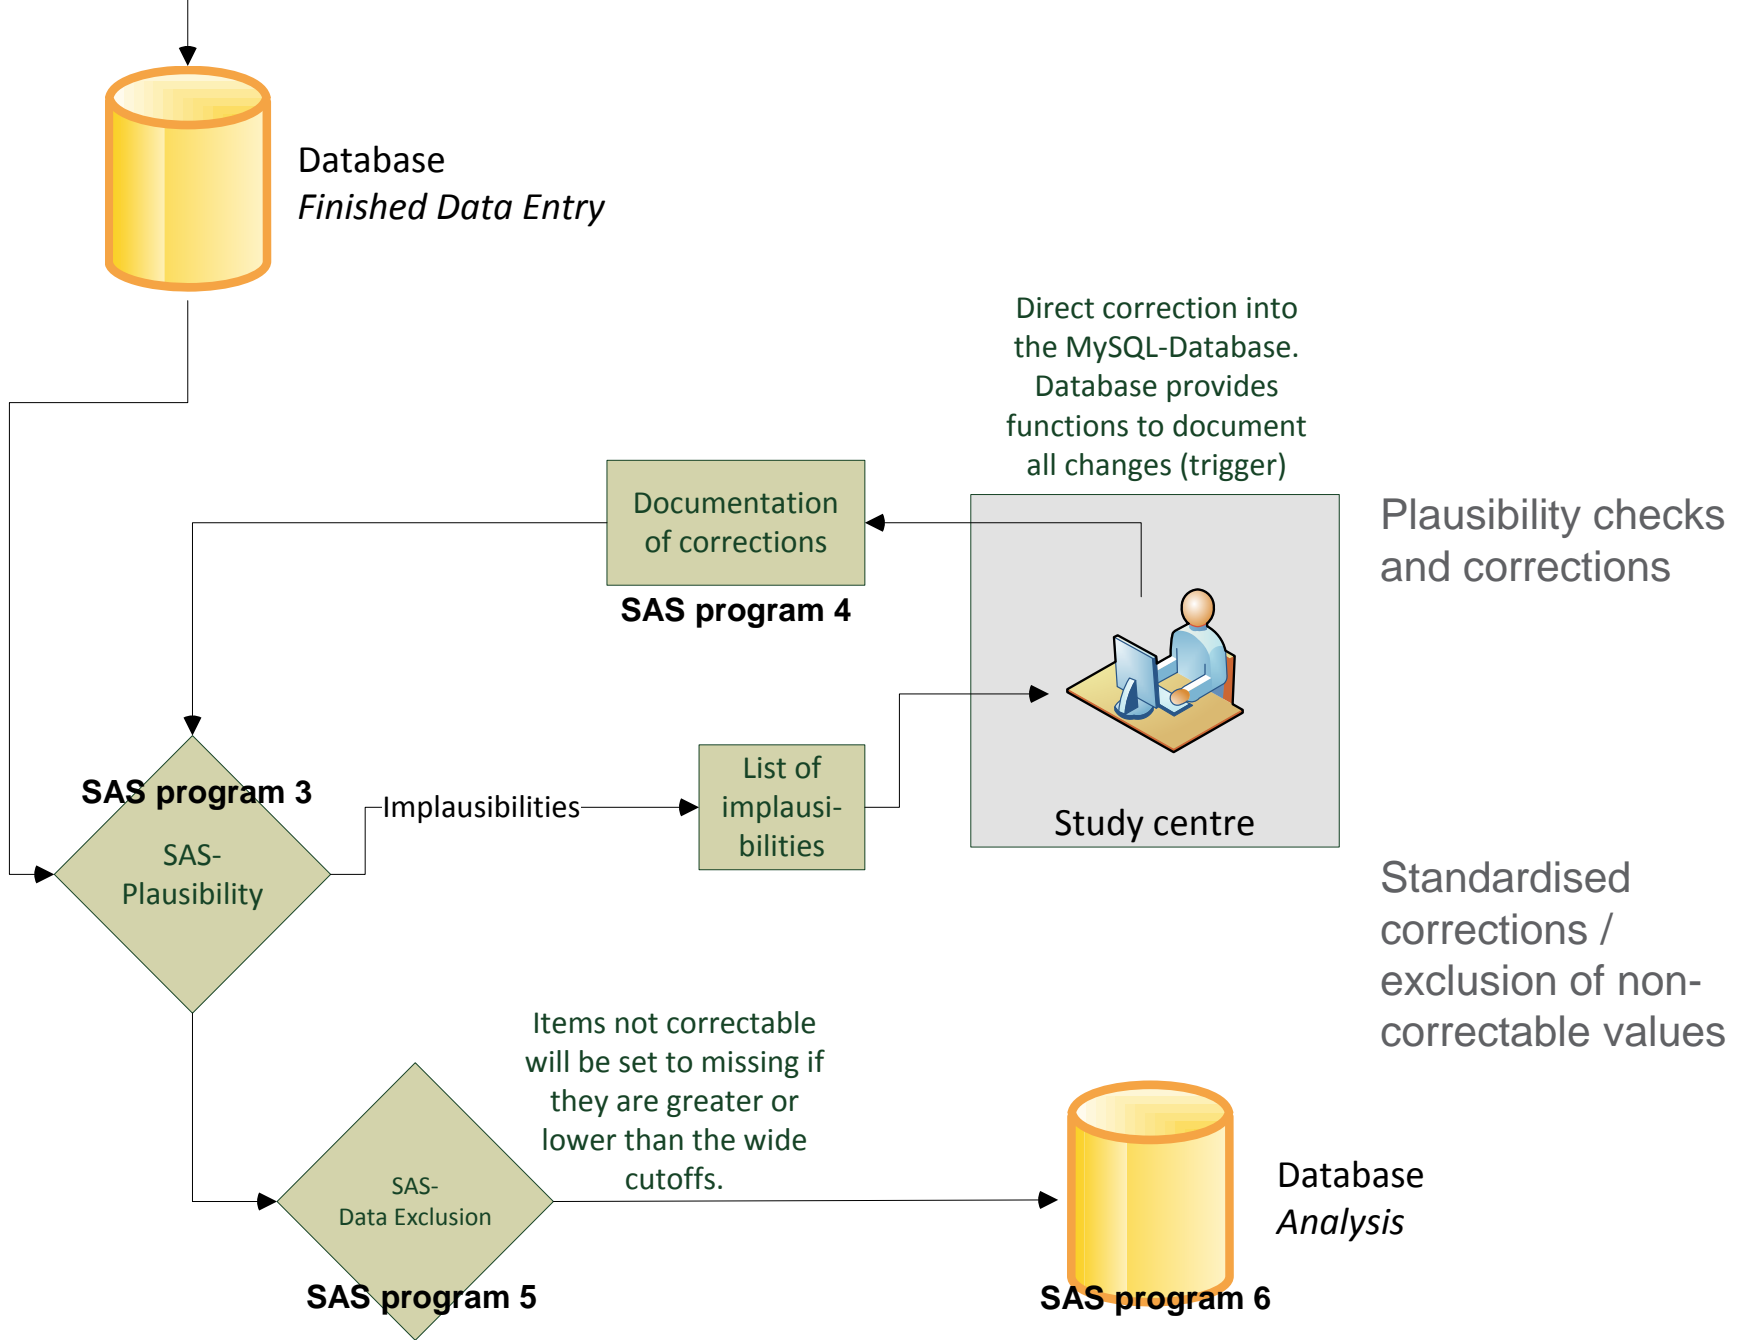 Database
Finished Data Entry
Direct correction into
the MySQL-Database.
Database provides
functions to document
all changes (trigger)
Documentation
of corrections
SAS program 4
Plausibility checks
and corrections
SAS program 3
SAS-
Plausibility
Implausibilities
List of
implausi-
bilities
Study centre
Standardised
corrections /
exclusion of non-
correctable values
Items not correctable
will be set to missing if
they are greater or
lower than the wide
cutoffs.
SAS-
Data Exclusion
SAS program 5
Database
Analysis
SAS program 6